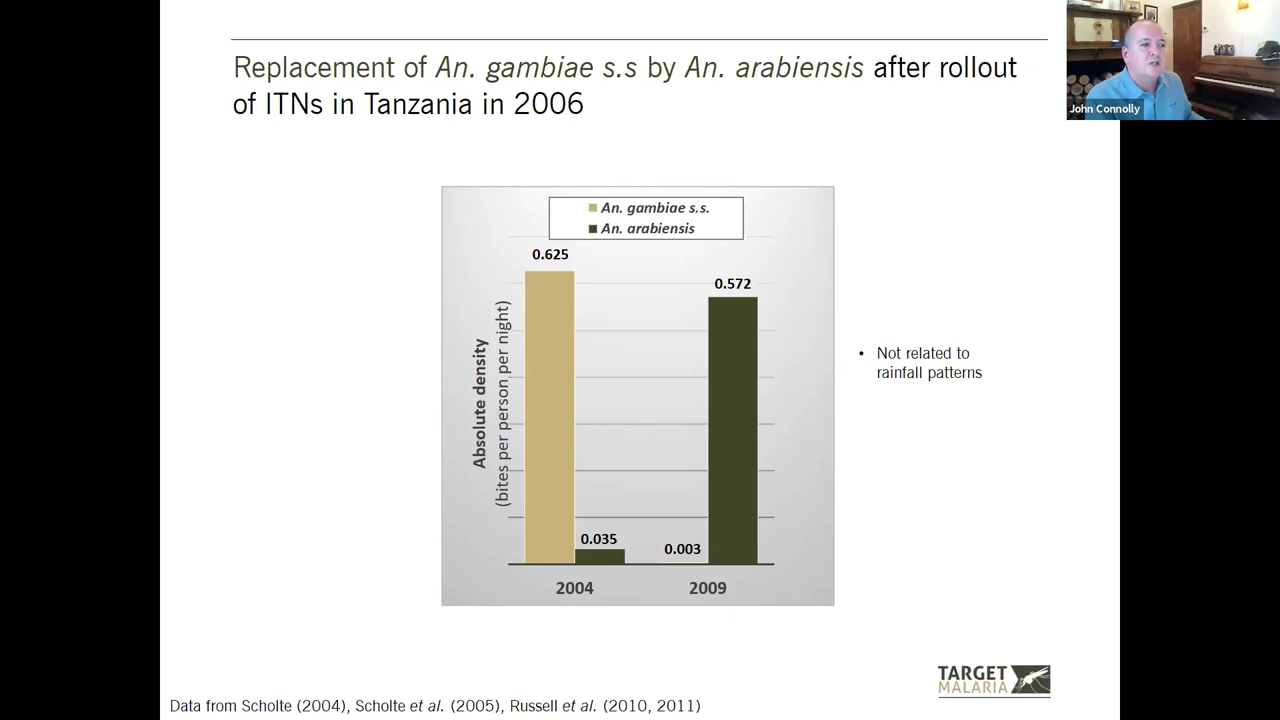 Replacement of An. gambiae s.s by An. arabiensis after rollout
of ITNs in Tanzania in 2006
John Connolly
An. gambiae s.s.
An. arabiensis
0.625
0.572
0.035
0.003
Absolute density
(bites per person per night)
2004
2009
• Not related to
rainfall patterns
TARGET
MALARIA
Data from Scholte (2004), Scholte et al. (2005), Russell et al. (2010, 2011)